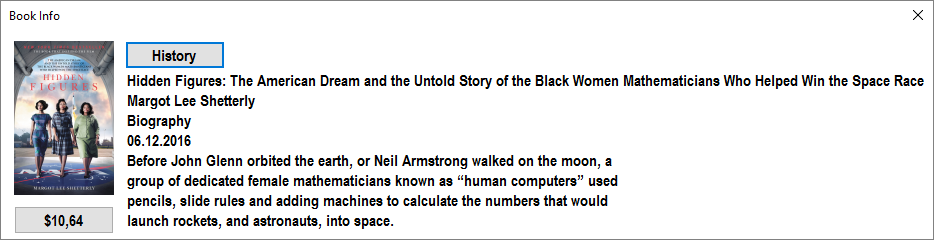 Book Info
HIDDEN
FIGURES
MARGOT LEE SHETTERLY
$10,64
History
Hidden Figures: The American Dream and the Untold Story of the Black Women Mathematicians Who Helped Win the Space Race
Margot Lee Shetterly
Biography
06.12.2016
Before John Glenn orbited the earth, or Neil Armstrong walked on the moon, a
group of dedicated female mathematicians known as “human computers” used
pencils, slide rules and adding machines to calculate the numbers that would
launch rockets, and astronauts, into space.